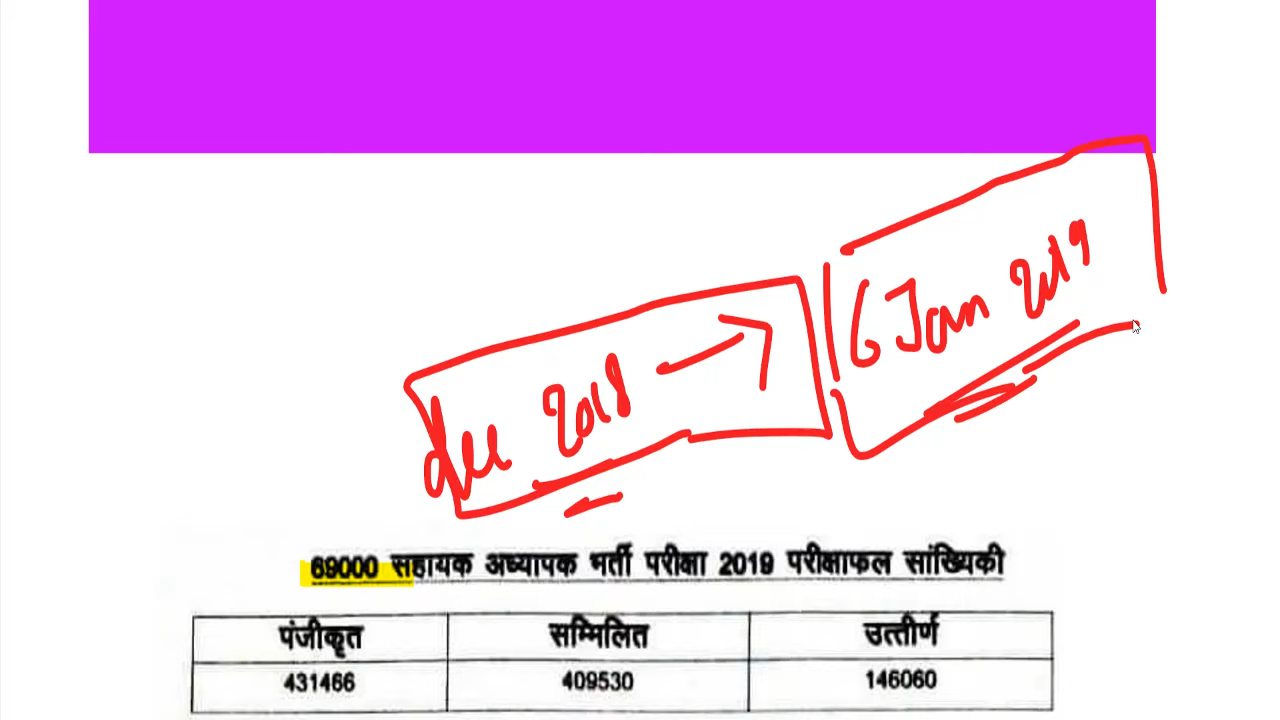 6 Jan 2019
dec 2018 →
69000 सहायक अध्यापक भर्ती परीक्षा 2019 परीक्षाफल सांख्यिकी
पंजीकृत सम्मिलित उत्तीर्ण
431466 409530 146060